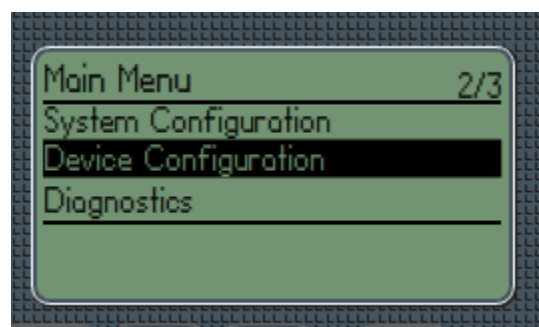 Main Menu 2/3
System Configuration
Device Configuration
Diagnostics